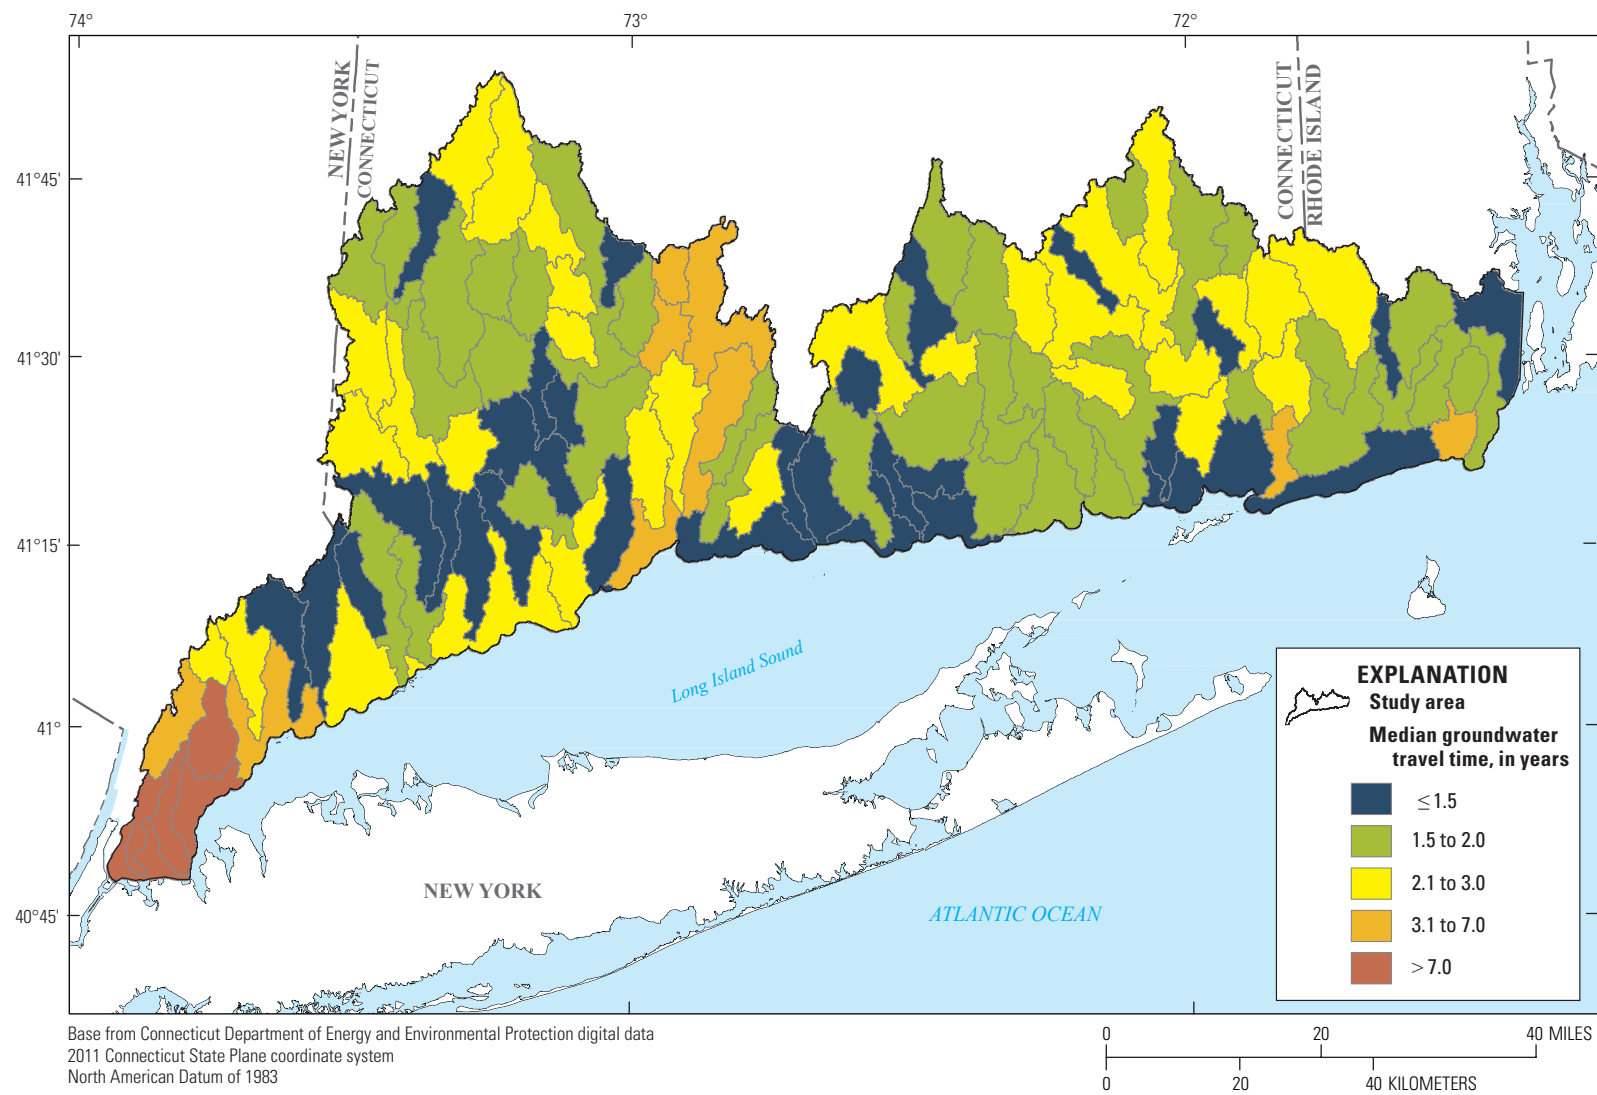 74°
73°
72°
NEW YORK
CONNECTICUT
CONNECTICUT
RHODE ISLAND
41°45'
41°30'
41°15'
41°
40°45'
Long Island Sound
NEW YORK
ATLANTIC OCEAN
EXPLANATION
Study area
Median groundwater
travel time, in years
≤1.5
1.5 to 2.0
2.1 to 3.0
3.1 to 7.0
>7.0
Base from Connecticut Department of Energy and Environmental Protection digital data
2011 Connecticut State Plane coordinate system
North American Datum of 1983
0 20 40 MILES
0 20 40 KILOMETERS